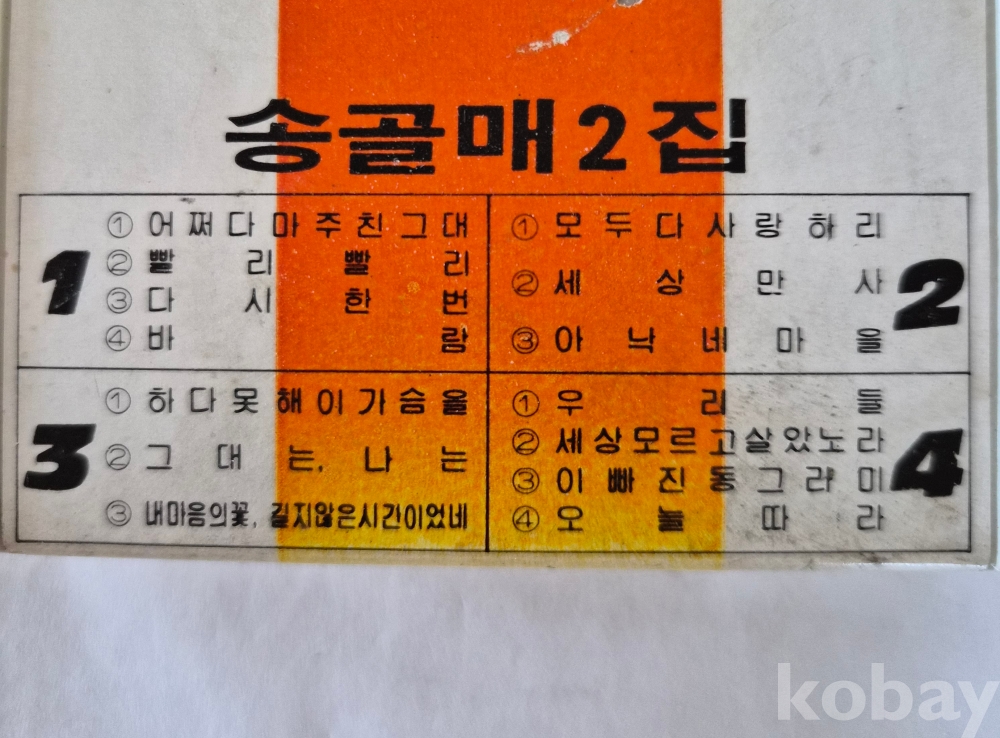 송골매2집
1
① 어쩌다마주친그대
② 빨리빨리
③ 다시한번
④ 바람
2
① 모두다사랑하리
② 세상만사
③ 아낙네마을
3
① 하다못해이가슴을
② 그대는, 나는
③ 내마음의꽃, 길지않은시간이었네
4
① 우리들
② 세상모르고살았노라
③ 이빠진동그라미
④ 오늘따라
kobay